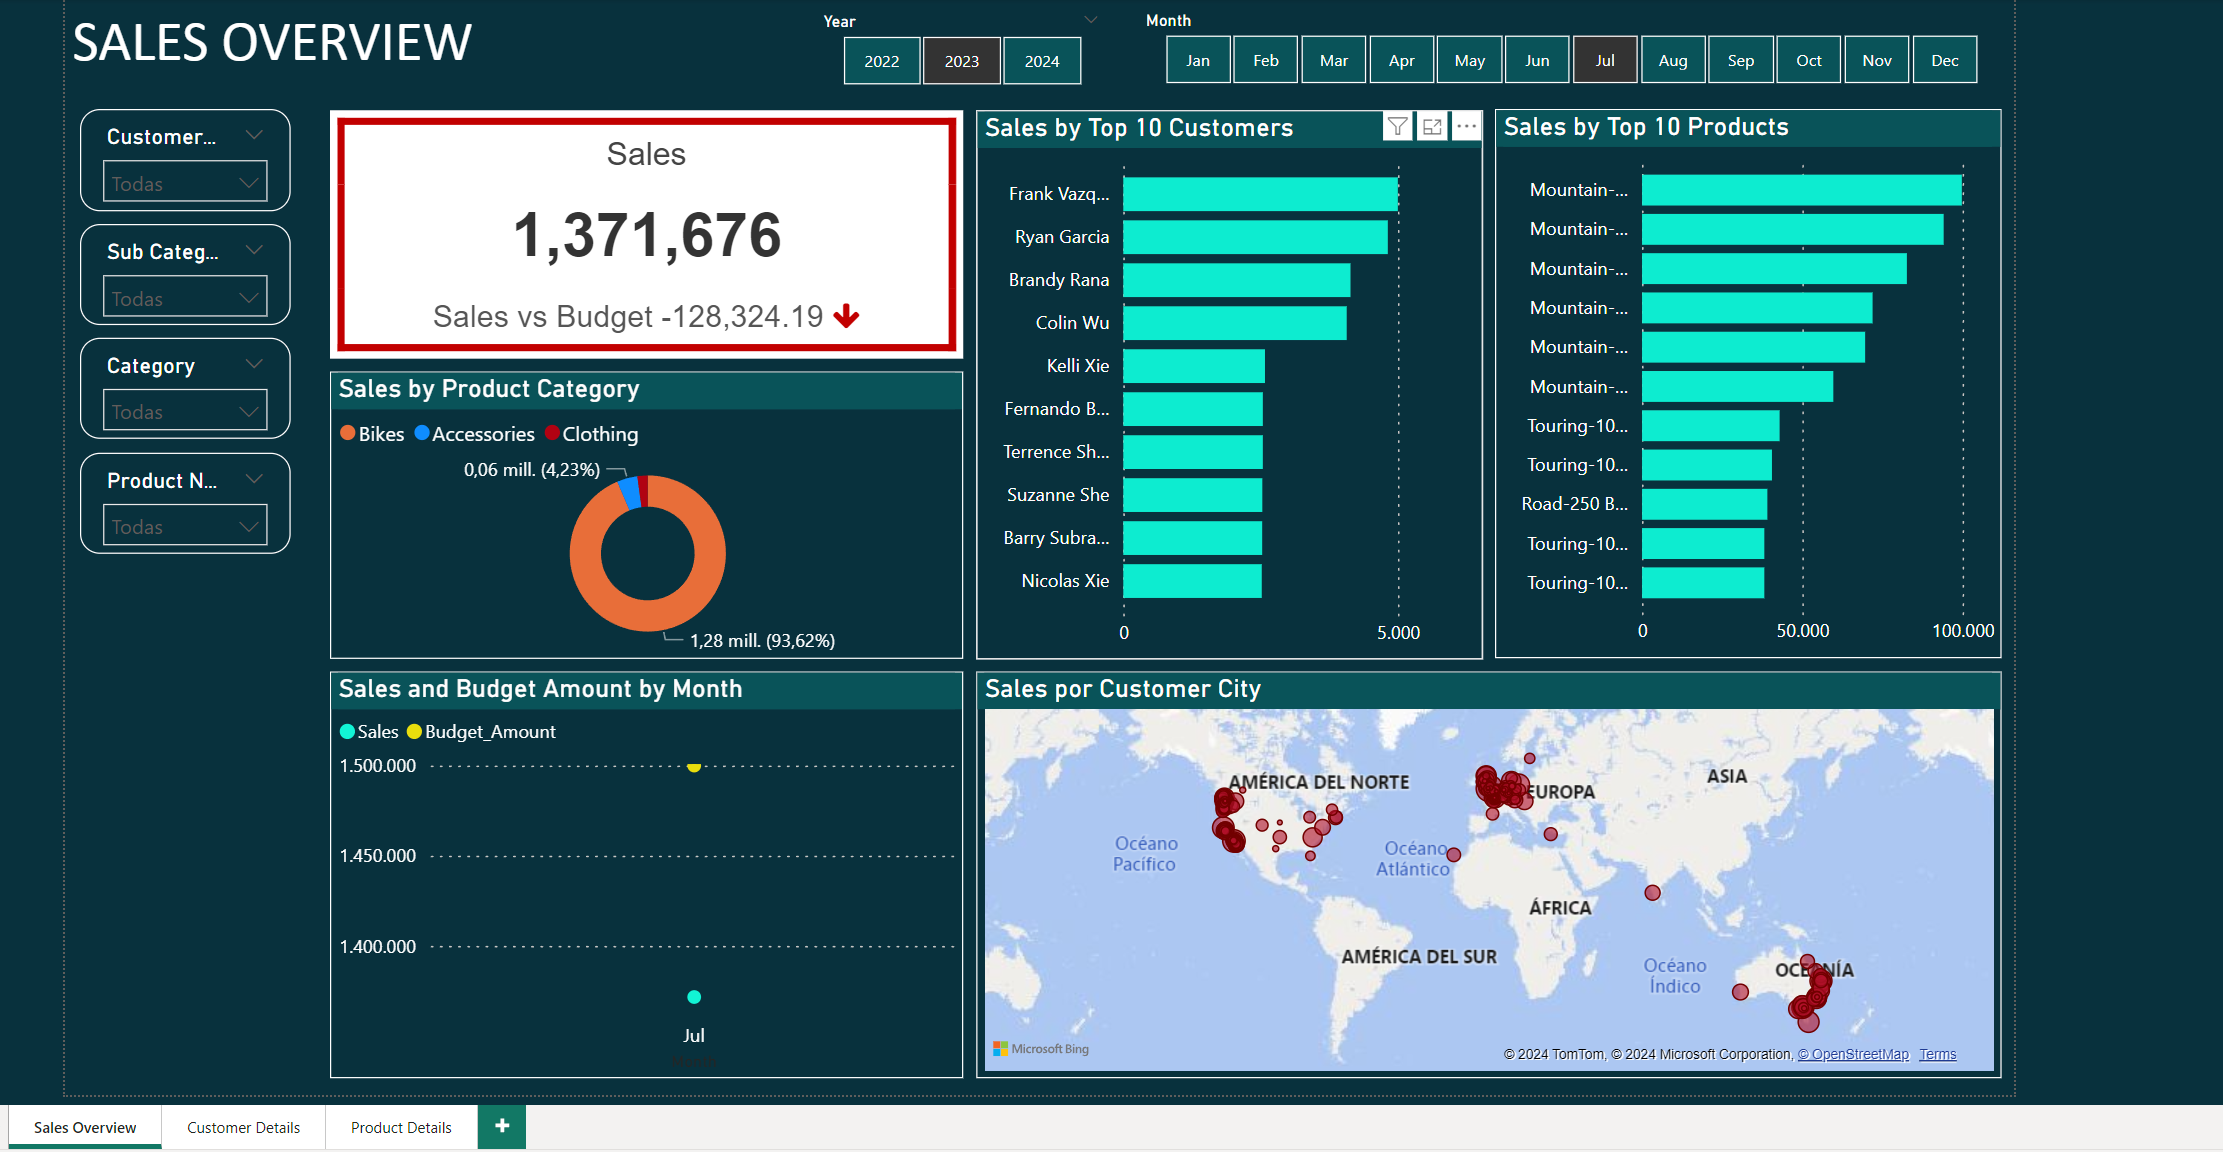 SALES OVERVIEW
Year
2022 2023 2024
Month
Jan Feb Mar Apr May Jun Jul Aug Sep Oct Nov Dec
Customer...
Todas
Sub Categ...
Todas
Category
Todas
Product N...
Todas
Sales
1,371,676
Sales vs Budget -128,324.19
Sales by Product Category
Bikes Accessories Clothing
0,06 mill. (4,23%)
1,28 mill. (93,62%)
Sales by Top 10 Customers
Frank Vazq...
Ryan Garcia
Brandy Rana
Colin Wu
Kelli Xie
Fernando B...
Terrence Sh...
Suzanne She
Barry Subra...
Nicolas Xie
0 5.000
Sales by Top 10 Products
Mountain-...
Mountain-...
Mountain-...
Mountain-...
Mountain-...
Mountain-...
Touring-10...
Touring-10...
Road-250 B...
Touring-10...
Touring-10...
0 50.000 100.000
Sales and Budget Amount by Month
Sales Budget_Amount
1.500.000
1.450.000
1.400.000
Jul
Sales por Customer City
AMÉRICA DEL NORTE
EUROPA
ASIA
Océano
Pacífico
Océano
Atlántico
ÁFRICA
AMÉRICA DEL SUR
Océano
Índico
OCEANÍA
Microsoft Bing
© 2024 TomTom, © 2024 Microsoft Corporation, © OpenStreetMap Terms
Sales Overview Customer Details Product Details +